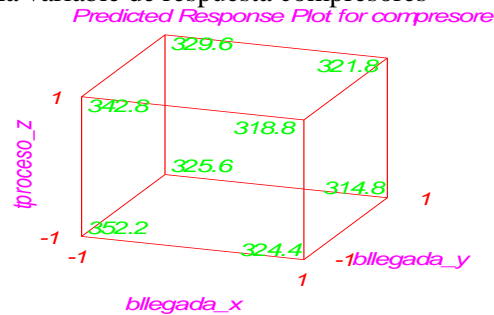 la variable de respuesta compresores
Predicted Response Plot for compresore
329.6
321.8
1
342.8
318.8
tproceso_z
325.6
314.8
1
-1
352.2
324.4
-1
-1
bllegada_y
1
bllegada_x